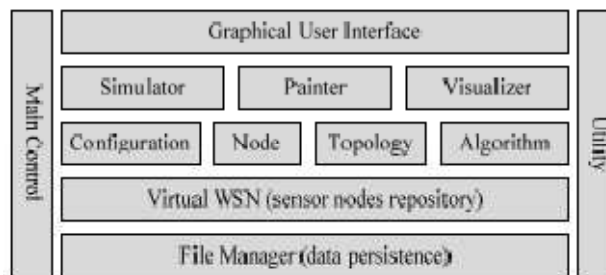 Main Control
Graphical User Interface
Simulator
Painter
Visualizer
Configuration
Node
Topology
Algorithm
Virtual WSN (sensor nodes repository)
File Manager (data persistence)
Utility